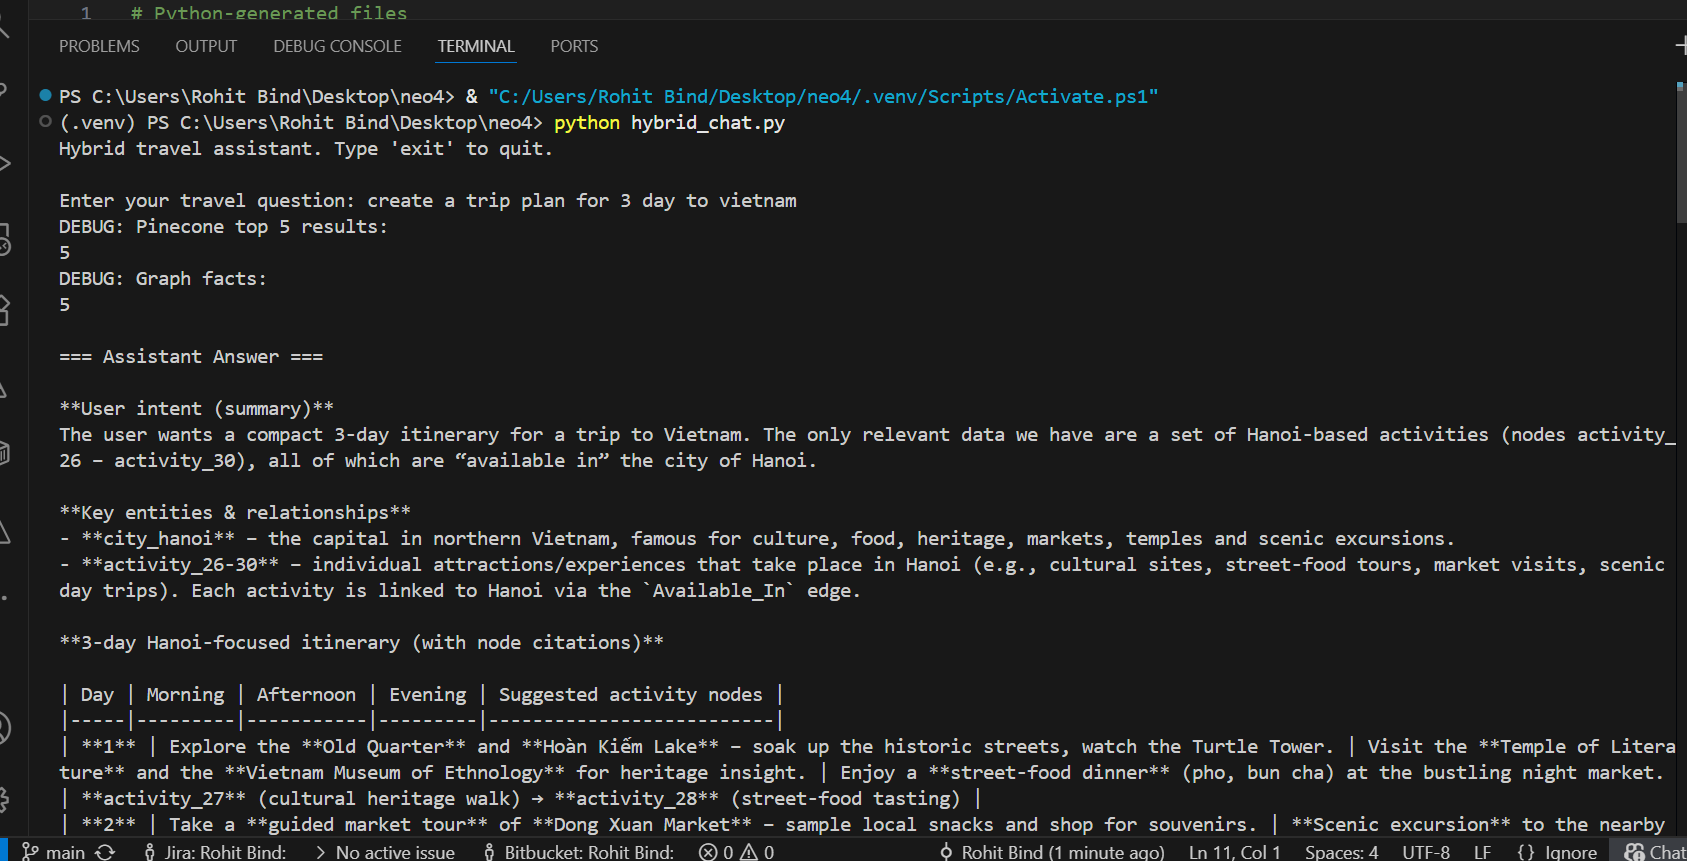 1 # Python-generated files
PROBLEMS OUTPUT DEBUG CONSOLE TERMINAL PORTS
PS C:\Users\Rohit Bind\Desktop\neo4> & "C:/Users/Rohit Bind/Desktop/neo4/.venv/Scripts/Activate.ps1"
(.venv) PS C:\Users\Rohit Bind\Desktop\neo4> python hybrid_chat.py
Hybrid travel assistant. Type 'exit' to quit.
Enter your travel question: create a trip plan for 3 day to vietnam
DEBUG: Pinecone top 5 results:
5
DEBUG: Graph facts:
5
=== Assistant Answer ===
**User intent (summary)**
The user wants a compact 3-day itinerary for a trip to Vietnam. The only relevant data we have are a set of Hanoi-based activities (nodes activity_
26 – activity_30), all of which are “available in” the city of Hanoi.
**Key entities & relationships**
- **city_hanoi** – the capital in northern Vietnam, famous for culture, food, heritage, markets, temples and scenic excursions.
- **activity_26-30** – individual attractions/experiences that take place in Hanoi (e.g., cultural sites, street-food tours, market visits, scenic
day trips). Each activity is linked to Hanoi via the `Available_In` edge.
**3-day Hanoi-focused itinerary (with node citations)**
| Day | Morning | Afternoon | Evening | Suggested activity nodes |
|-----|---------|-----------|---------|--------------------------|
| **1** | Explore the **Old Quarter** and **Hoàn Kiếm Lake** – soak up the historic streets, watch the Turtle Tower. | Visit the **Temple of Litera
ture** and the **Vietnam Museum of Ethnology** for heritage insight. | Enjoy a **street-food dinner** (pho, bun cha) at the bustling night market.
| **activity_27** (cultural heritage walk) → **activity_28** (street-food tasting) |
| **2** | Take a **guided market tour** of **Dong Xuan Market** – sample local snacks and shop for souvenirs. | **Scenic excursion** to the nearby
main Jira: Rohit Bind: > No active issue Bitbucket: Rohit Bind: 0 0 Rohit Bind (1 minute ago) Ln 11, Col 1 Spaces: 4 UTF-8 LF {} Ignore Chat